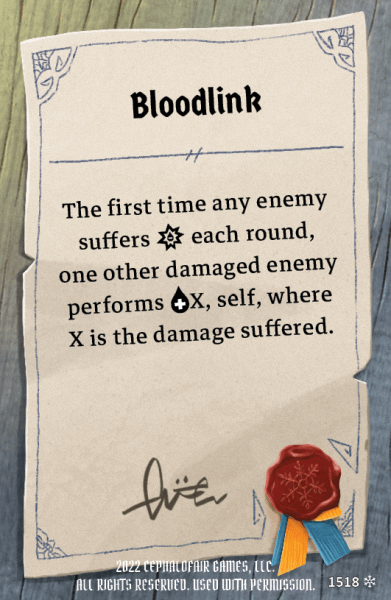 Bloodlink
The first time any enemy
suffers each round,
one other damaged enemy
performs X, self, where
X is the damage suffered.
2022 CEPHALOFAIR GAMES, LLC.
ALL RIGHTS RESERVED. USED WITH PERMISSION.
1518